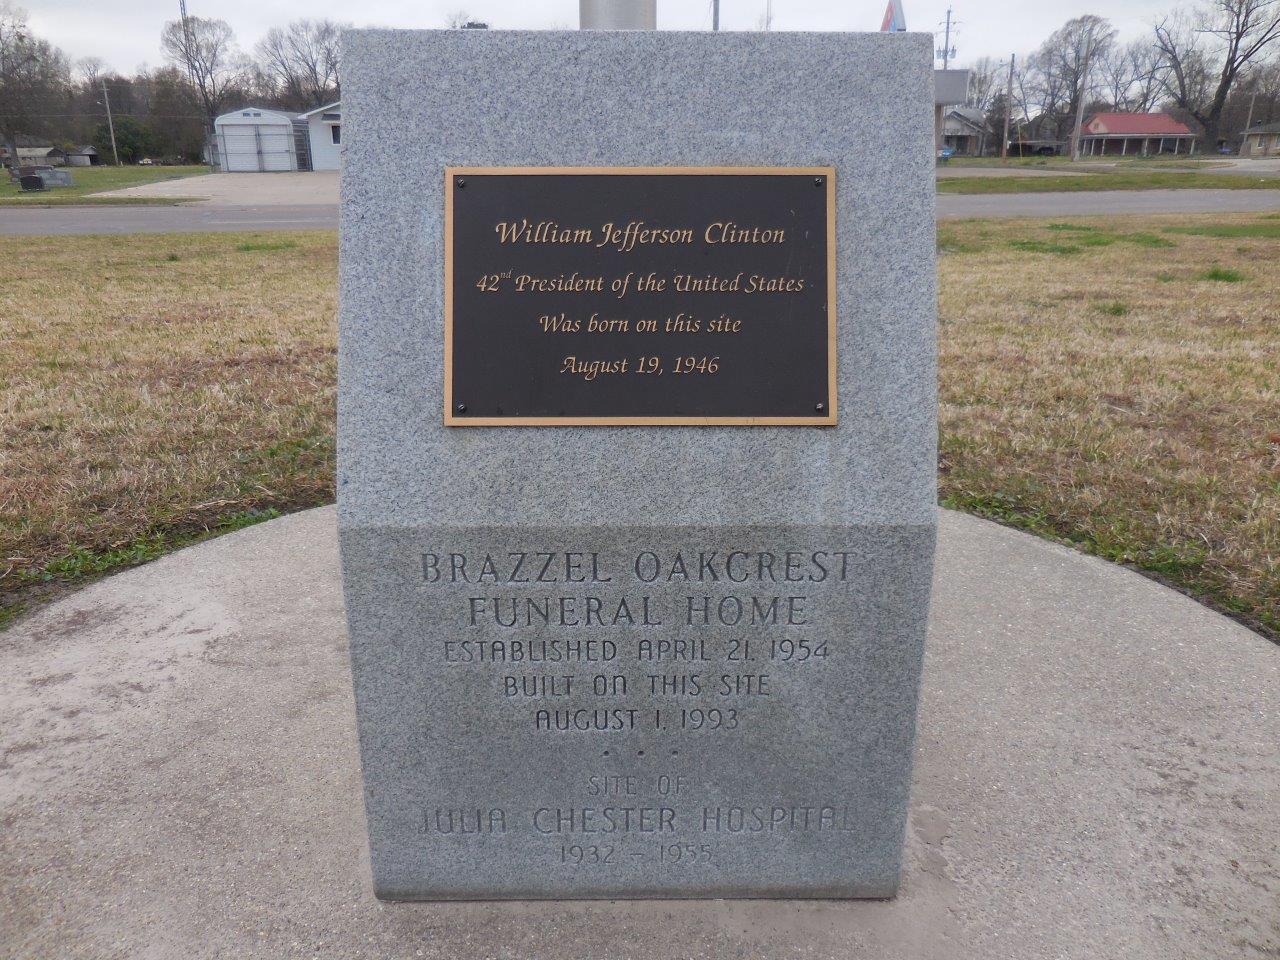 William Jefferson Clinton
42nd President of the United States
Was born on this site
August 19, 1946
BRAZZEL OAKCREST
FUNERAL HOME
ESTABLISHED APRIL 21, 1954
BUILT ON THIS SITE
AUGUST 1, 1993
• • •
SITE OF
JULIA CHESTER HOSPITAL
1932 – 1955